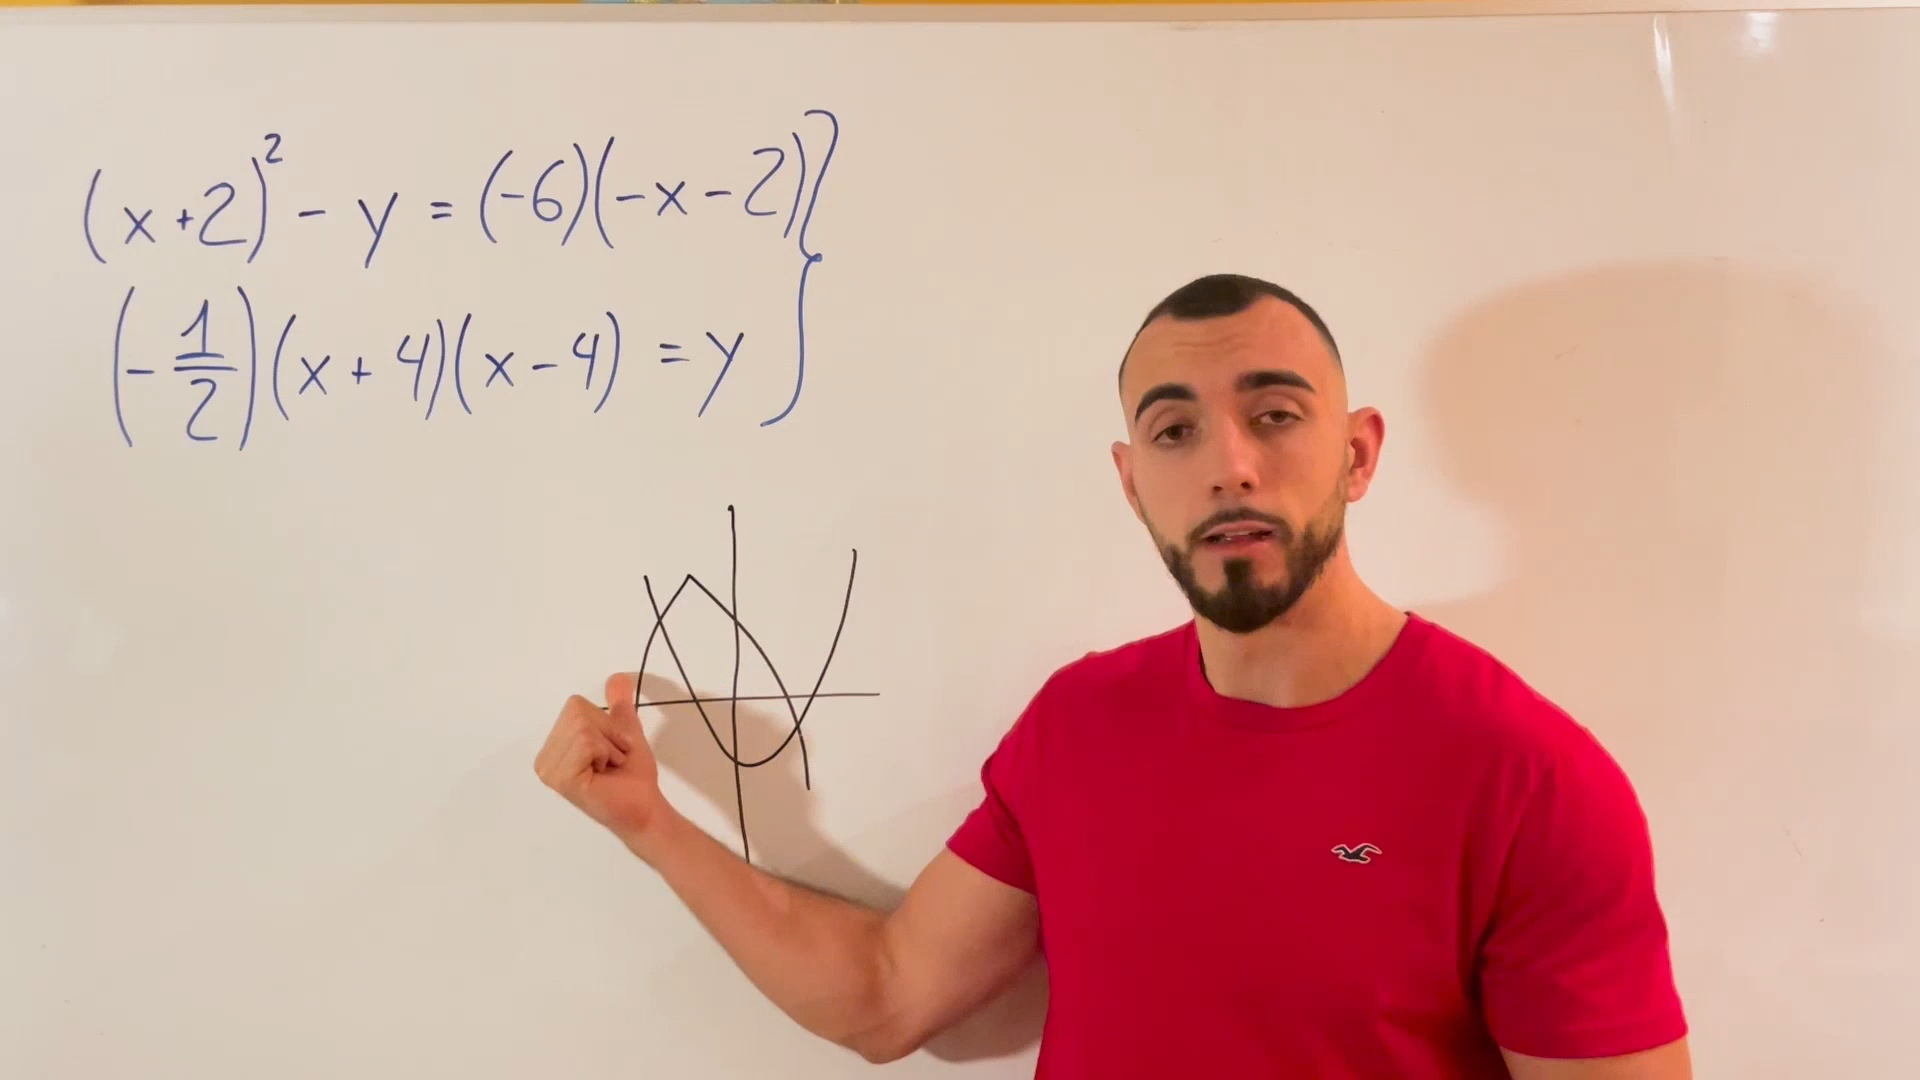 (x+2)² - y = (-6)(-x-2)
(-1/2)(x+4)(x-4) = y